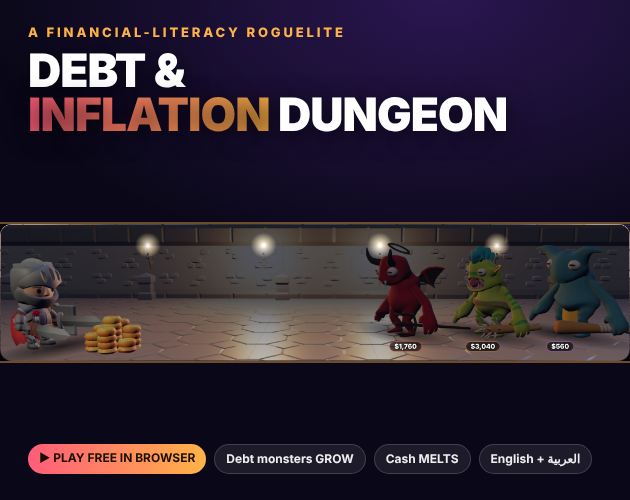 A FINANCIAL-LITERACY ROGUELITE
DEBT &
INFLATION DUNGEON
$1,760
$3,040
$560
▶ PLAY FREE IN BROWSER
Debt monsters GROW
Cash MELTS
English + العربية